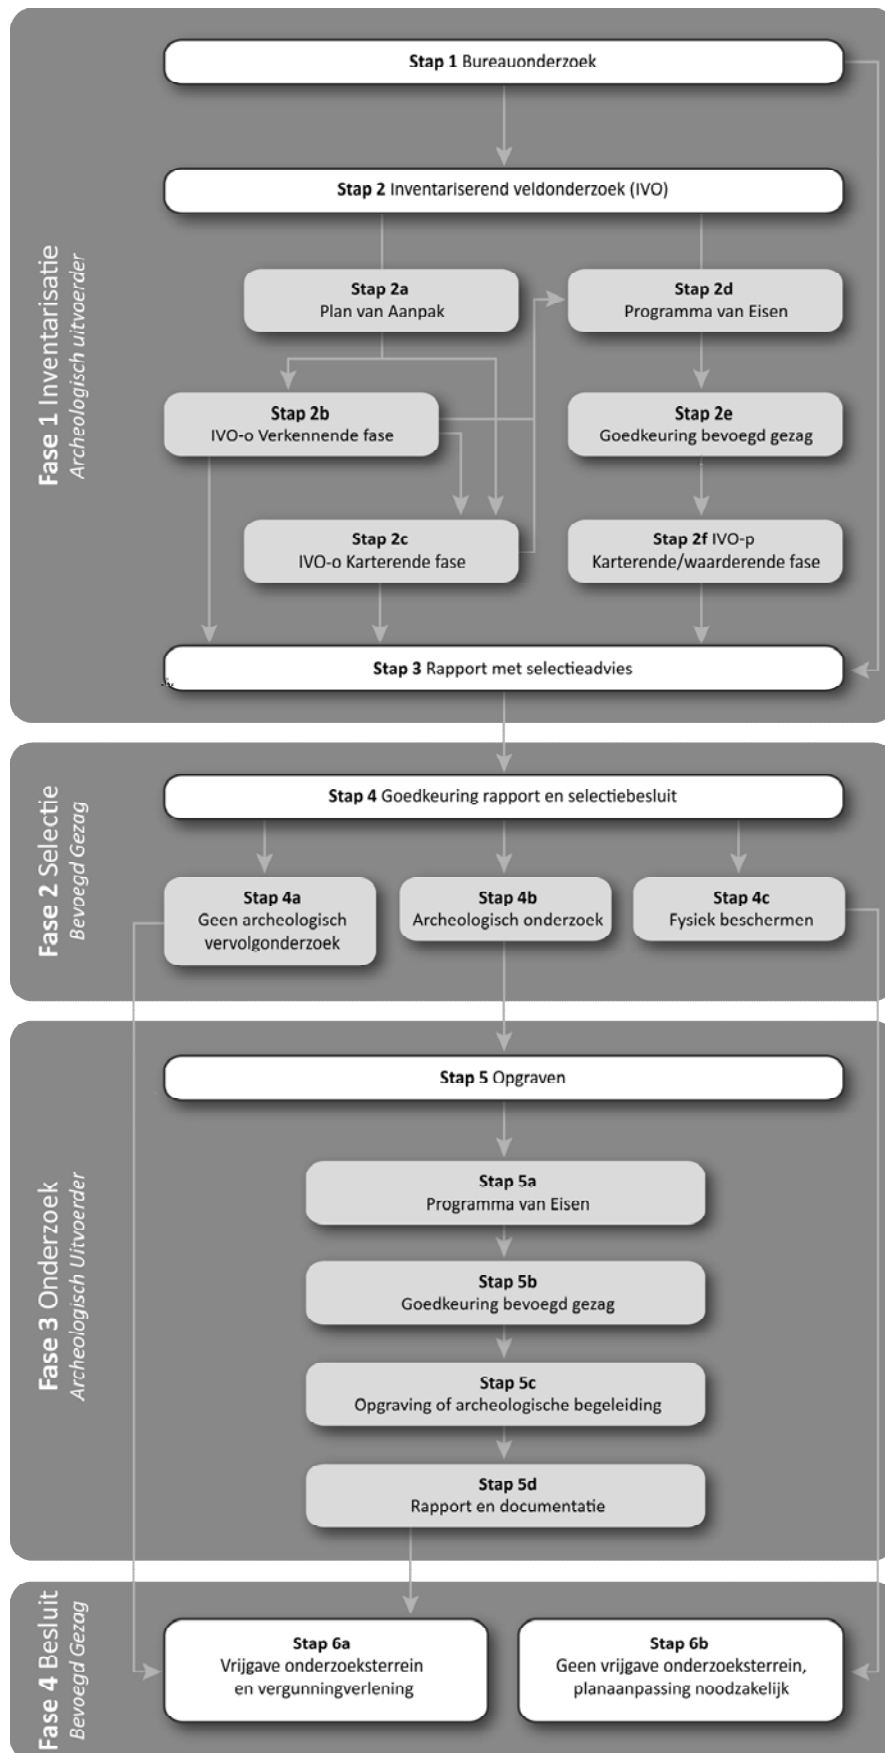 Fase 1 Inventarisatie
Archeologisch uitvoerder
Stap 1 Bureauonderzoek
Stap 2 Inventariserend veldonderzoek (IVO)
Stap 2a
Plan van Aanpak
Stap 2d
Programma van Eisen
Stap 2b
IVO-o Verkennende fase
Stap 2e
Goedkeuring bevoegd gezag
Stap 2c
IVO-o Karterende fase
Stap 2f IVO-p
Karterende/waarderende fase
Stap 3 Rapport met selectieadvies
Fase 2 Selectie
Bevoegd Gezag
Stap 4 Goedkeuring rapport en selectiebesluit
Stap 4a
Geen archeologisch
vervolgonderzoek
Stap 4b
Archeologisch onderzoek
Stap 4c
Fysiek beschermen
Fase 3 Onderzoek
Archeologisch Uitvoerder
Stap 5 Opgraven
Stap 5a
Programma van Eisen
Stap 5b
Goedkeuring bevoegd gezag
Stap 5c
Opgraving of archeologische begeleiding
Stap 5d
Rapport en documentatie
Fase 4 Besluit
Bevoegd Gezag
Stap 6a
Vrijgave onderzoeksterrein
en vergunningverlening
Stap 6b
Geen vrijgave onderzoeksterrein,
planaanpassing noodzakelijk